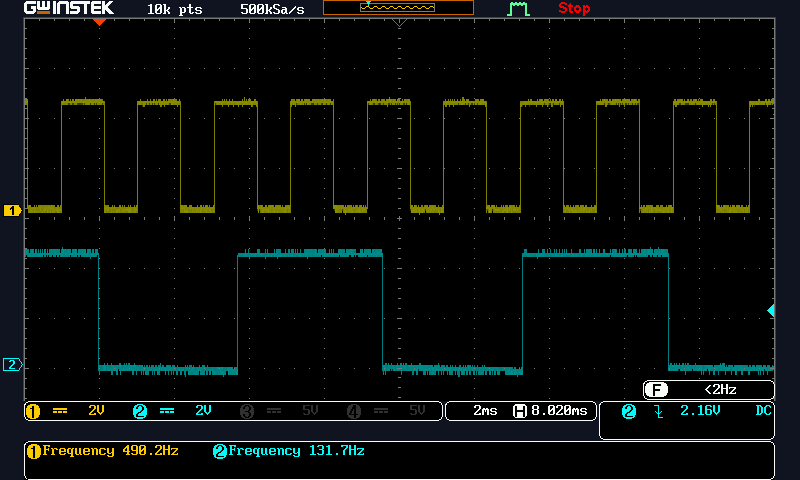 GWINSTEK 10k pts 500kSa/s Stop
1
2
F <2Hz
1 2V 2 2V 3 5V 4 5V 2ms H 8.020ms 2 2.16V DC
1 Frequency 490.2Hz 2 Frequency 131.7Hz